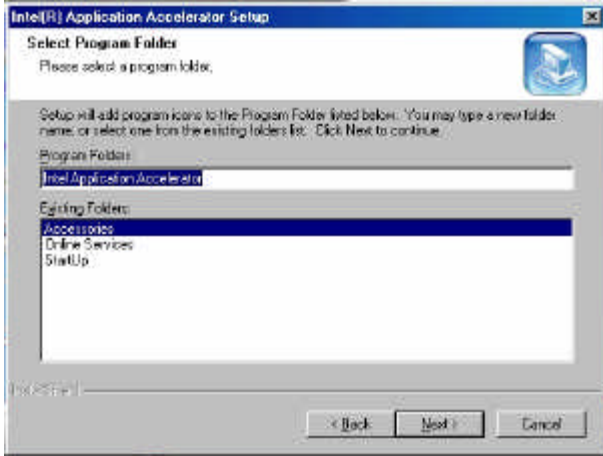 Intel(R) Application Accelerator Setup
Select Program Folder
Please select a program folder.
Setup will add program icons to the Program Folder listed below. You may type a new folder
name, or select one from the existing folders list. Click Next to continue.
Program Folders:
Intel Application Accelerator
Existing Folders:
Accessories
Online Services
StartUp
InstallShield
< Back
Next >
Cancel